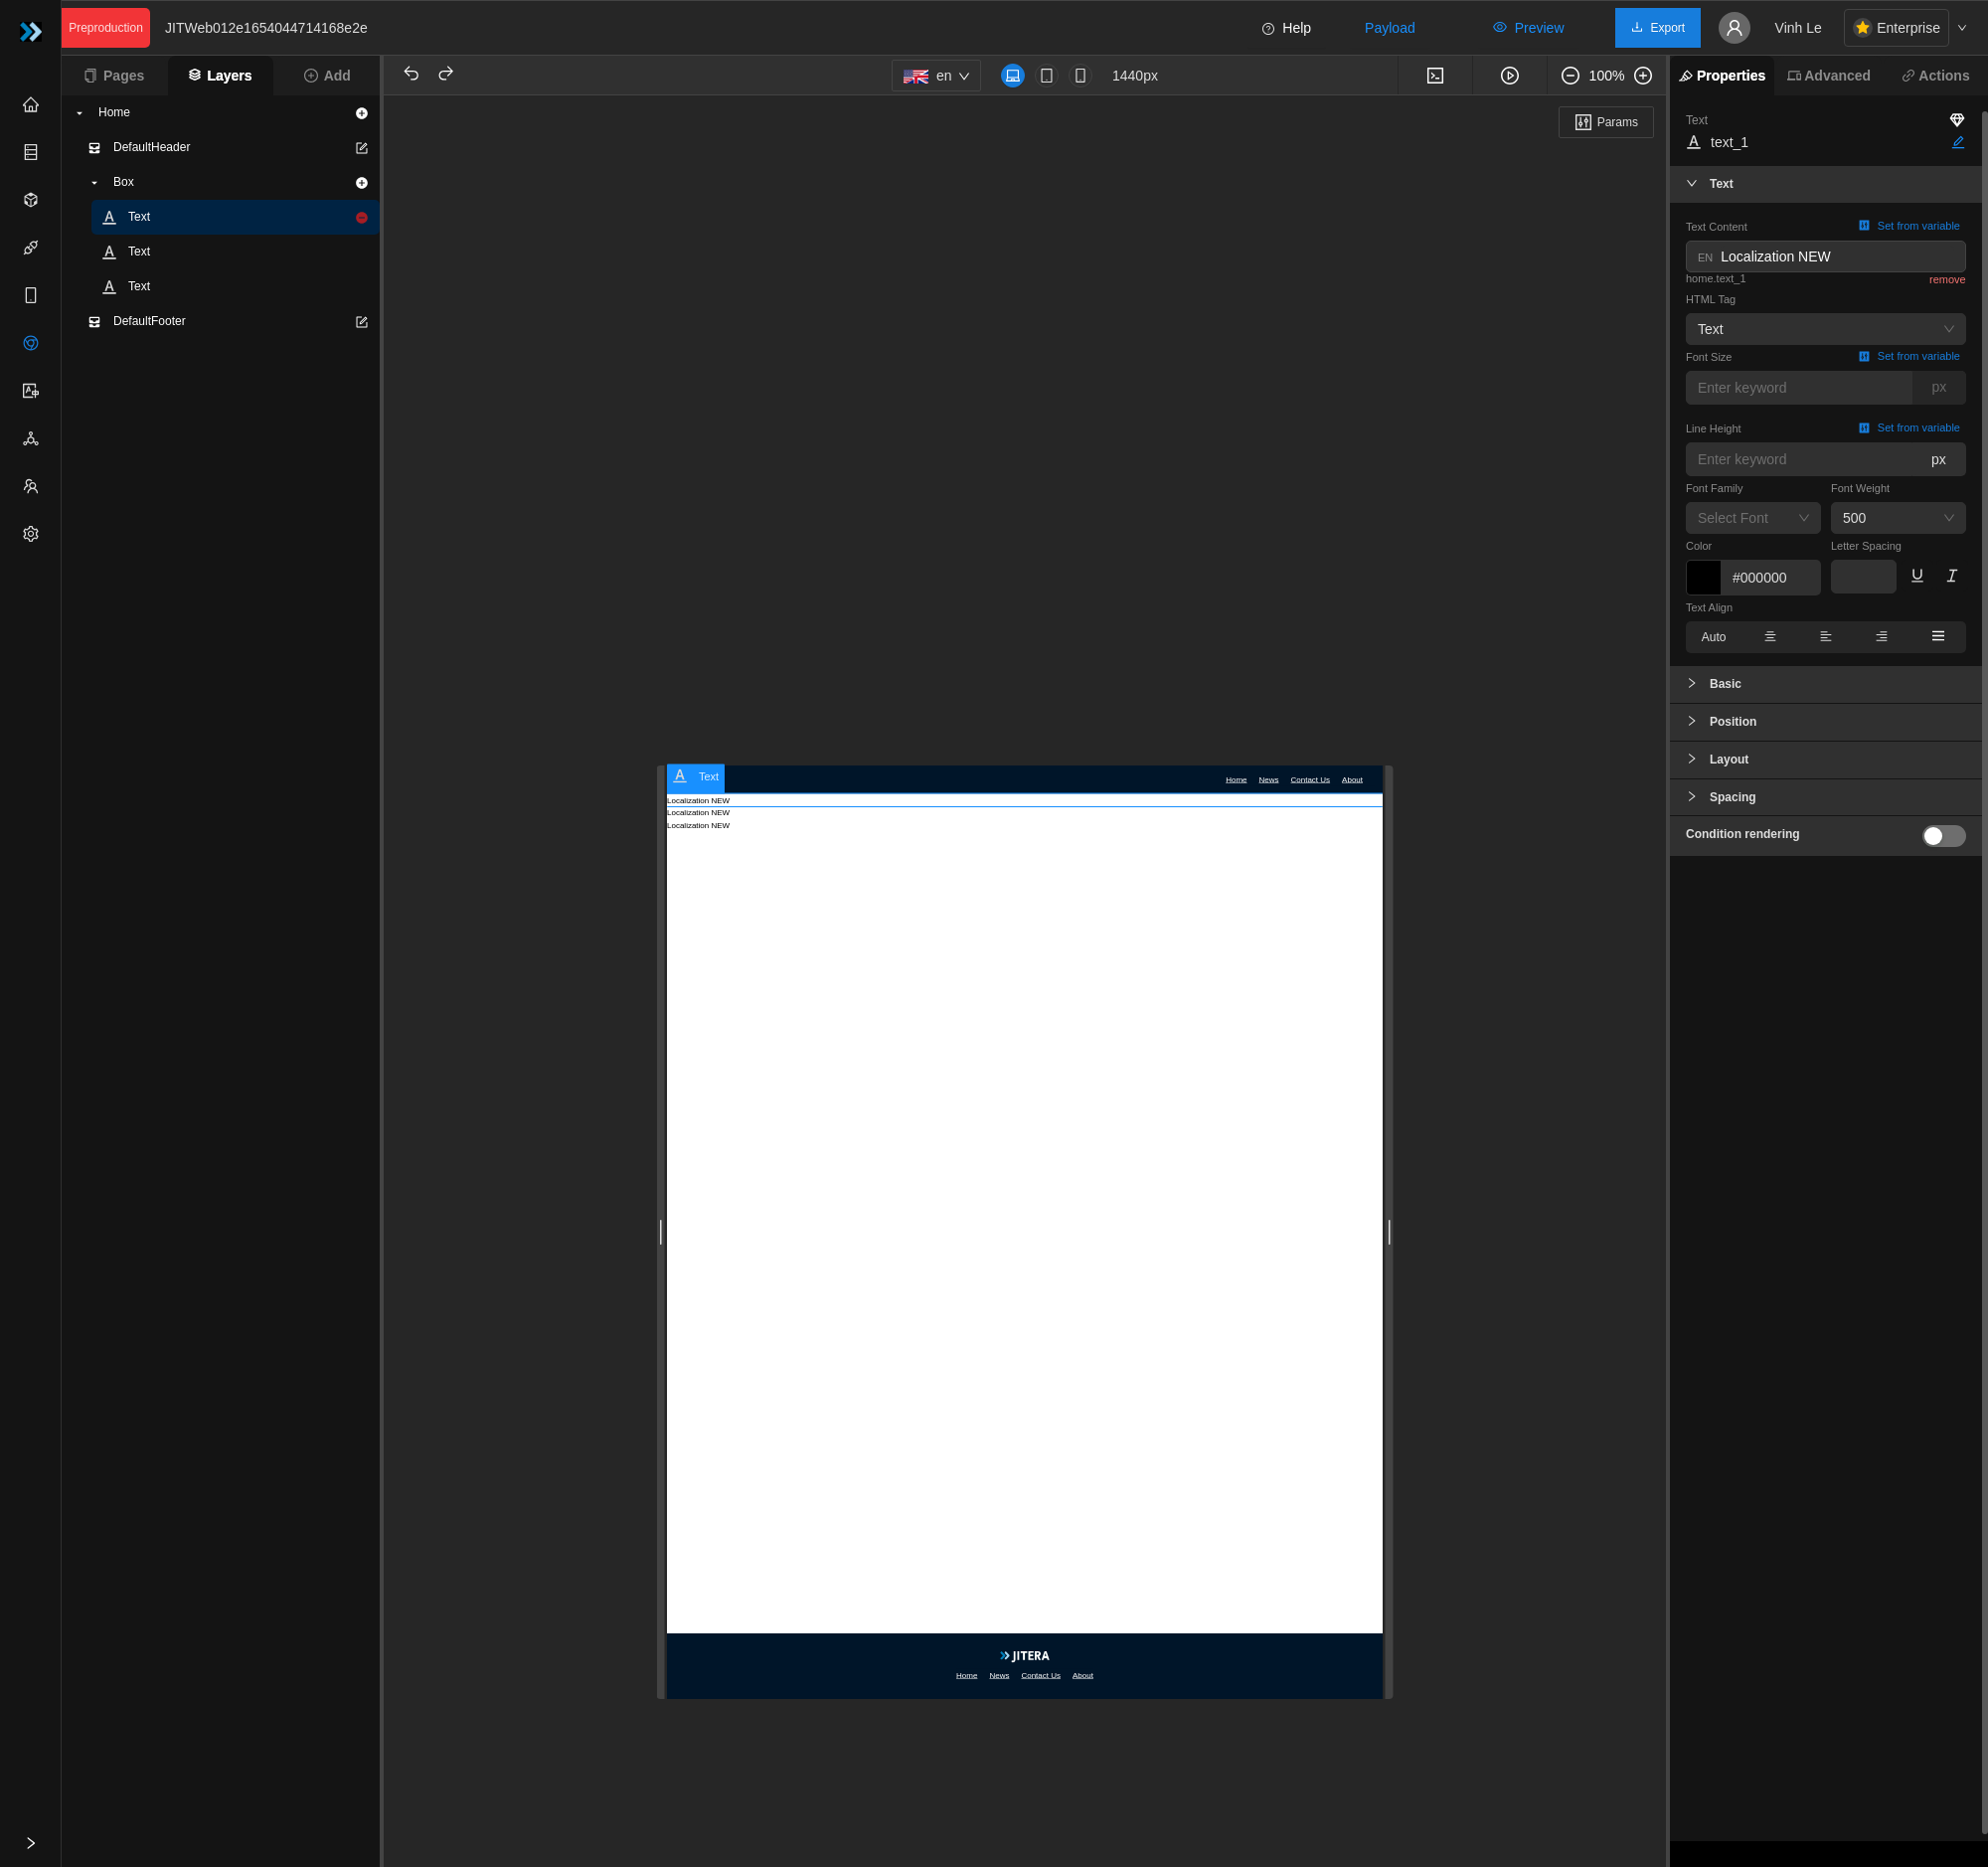 Preproduction JITWeb012e1654044714168e2e Help Payload Preview Export Vinh Le Enterprise
Pages Layers Add
en 1440px 100%
Properties Advanced Actions
Home
DefaultHeader
Box
Text
Text
Text
DefaultFooter
Params
Text Home News Contact Us About
Localization NEW
Localization NEW
Localization NEW
JITERA
Home News Contact Us About
Text
text_1
Text
Text Content Set from variable
EN Localization NEW
home.text_1 remove
HTML Tag
Text
Font Size Set from variable
Enter keyword px
Line Height Set from variable
Enter keyword px
Font Family Font Weight
Select Font 500
Color Letter Spacing
#000000
Text Align
Auto
Basic
Position
Layout
Spacing
Condition rendering